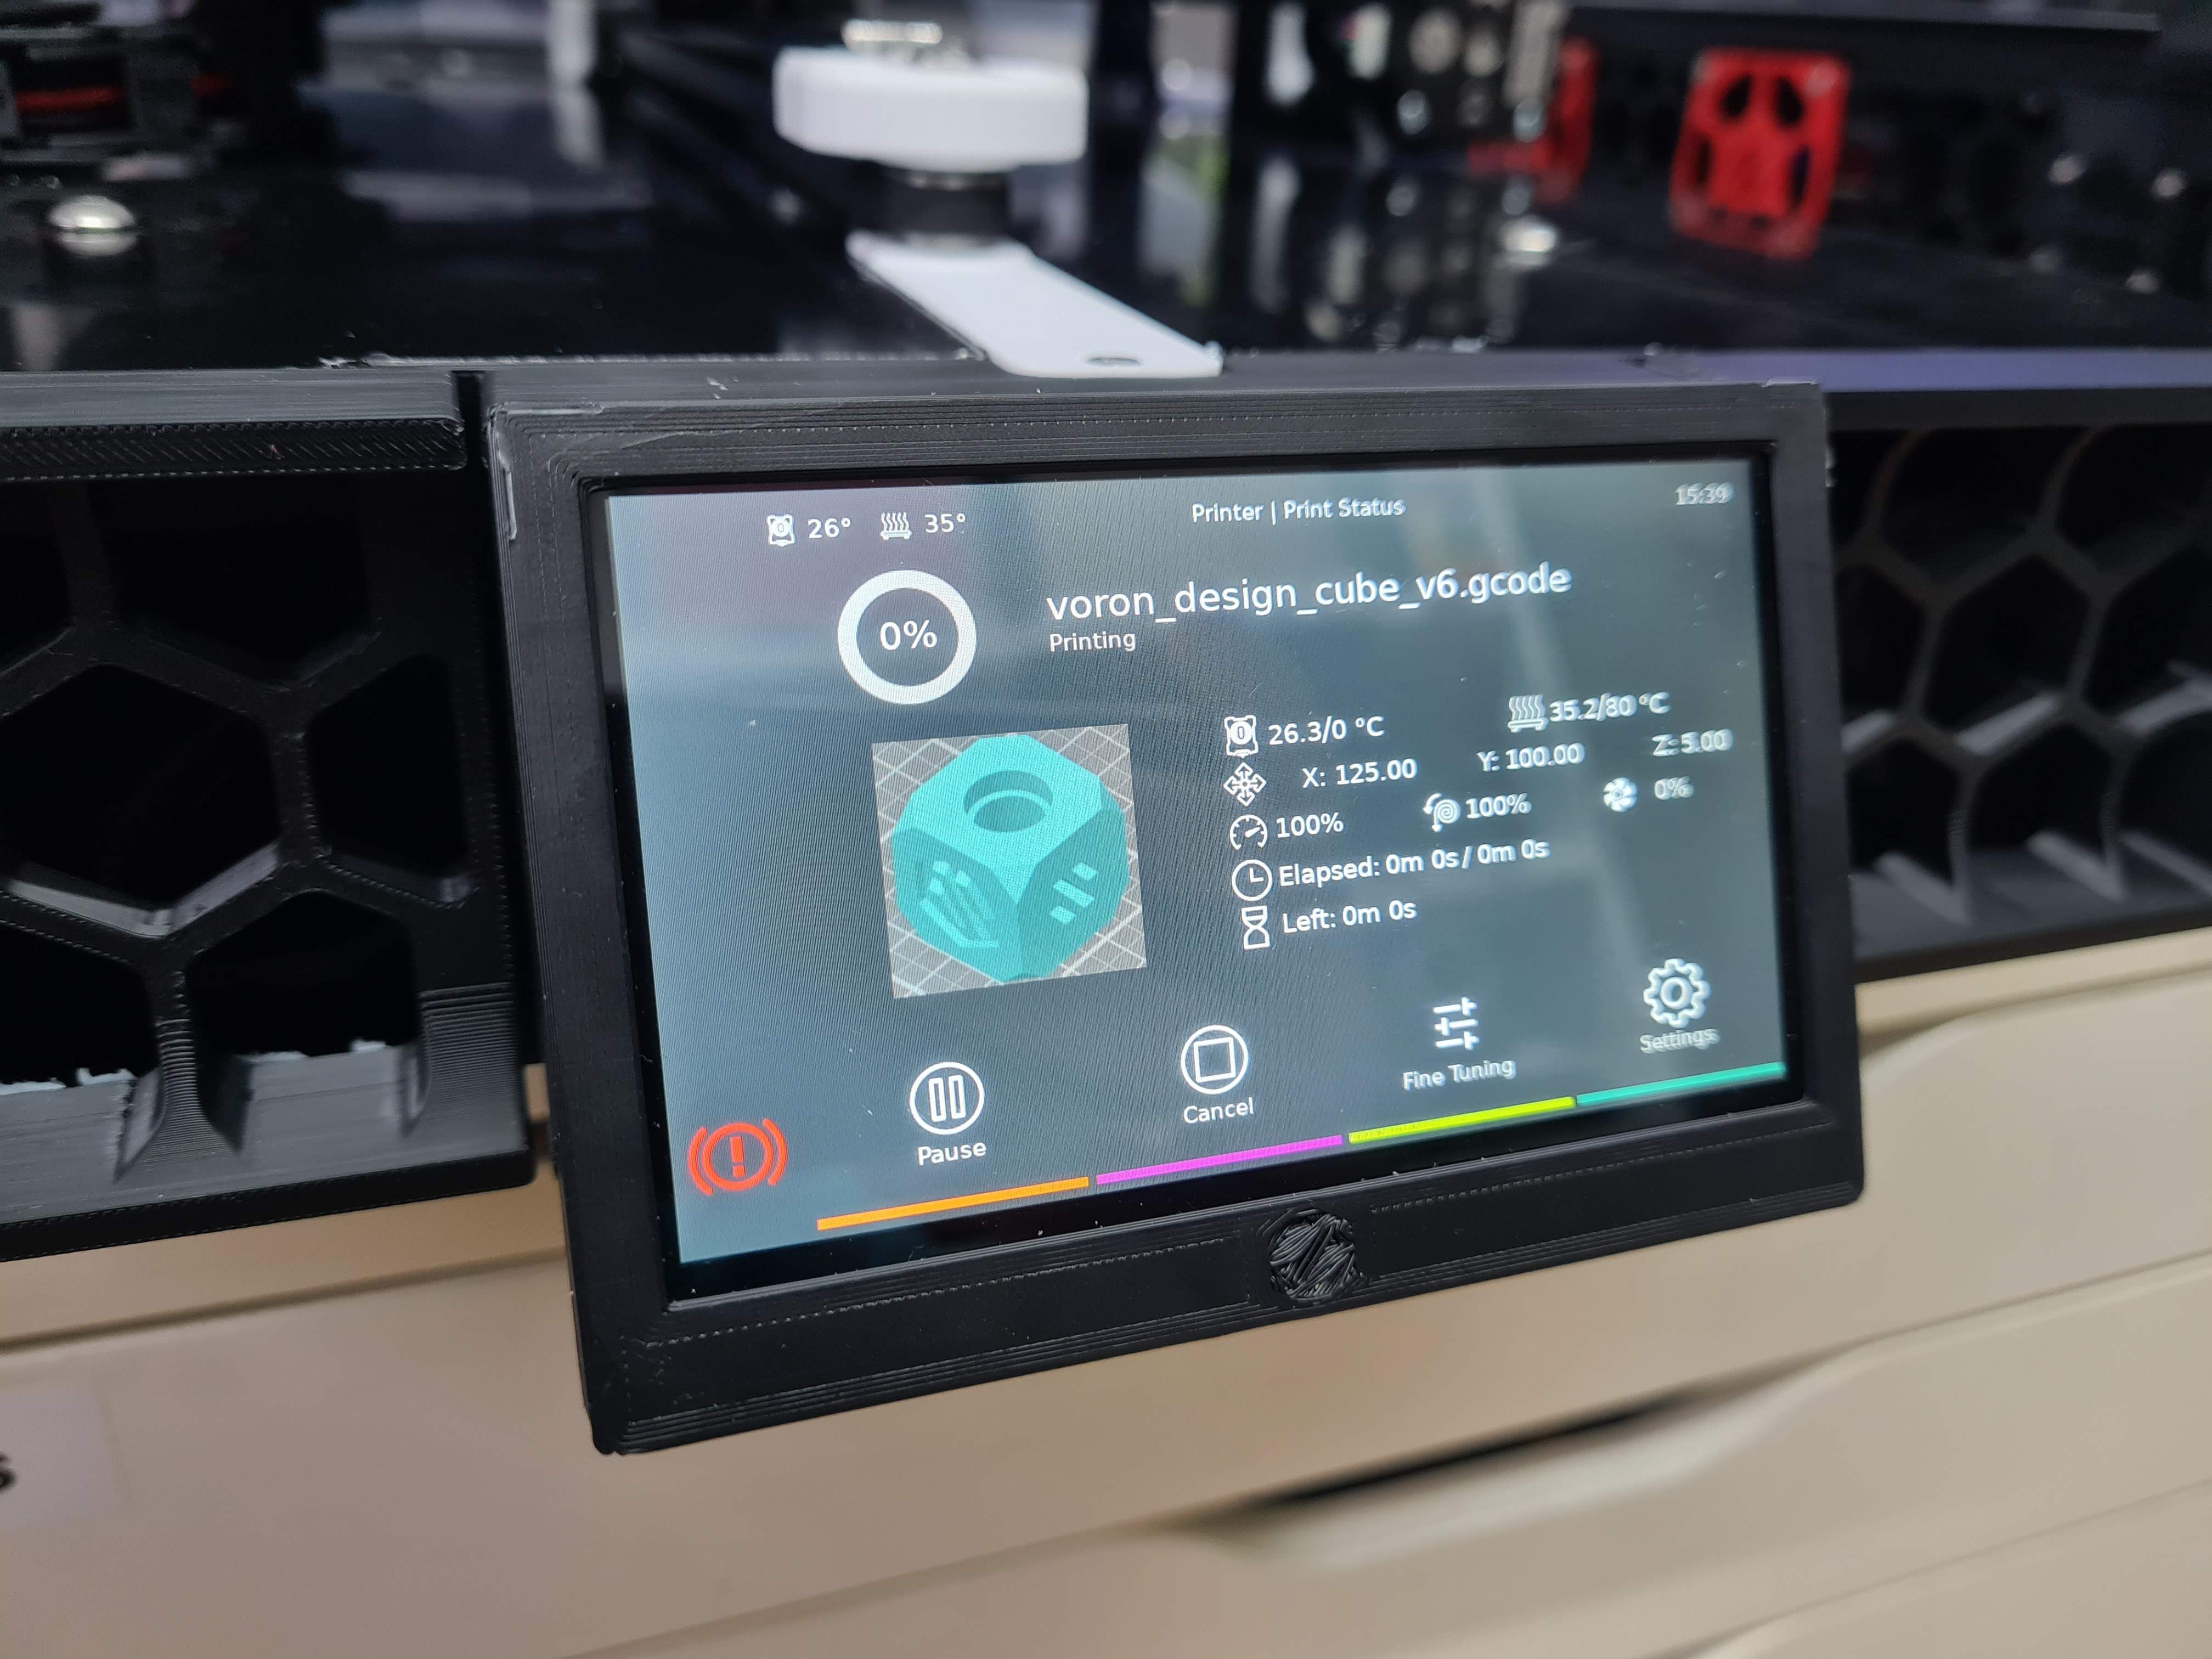 26° 35° Printer | Print Status 15:39
0%
voron_design_cube_v6.gcode
Printing
26.3/0 °C 35.2/80 °C
X: 125.00 Y: 100.00 Z: 5.00
100% 100% 0%
Elapsed: 0m 0s / 0m 0s
Left: 0m 0s
Pause Cancel Fine Tuning Settings